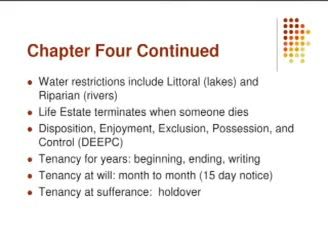 Chapter Four Continued
Water restrictions include Littoral (lakes) and
Riparian (rivers)
Life Estate terminates when someone dies
Disposition, Enjoyment, Exclusion, Possession, and
Control (DEEPC)
Tenancy for years: beginning, ending, writing
Tenancy at will: month to month (15 day notice)
Tenancy at sufferance: holdover